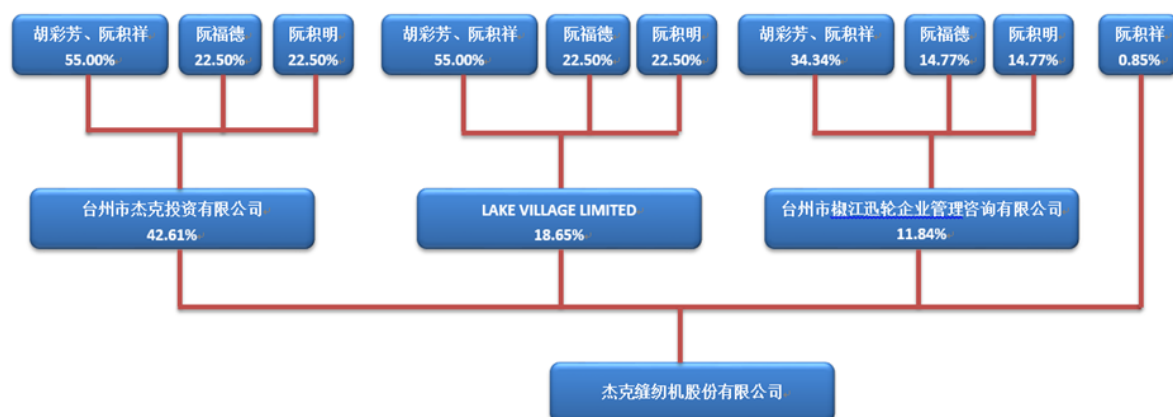 胡彩芳、阮积祥
55.00%
阮福德
22.50%
阮积明
22.50%
胡彩芳、阮积祥
55.00%
阮福德
22.50%
阮积明
22.50%
胡彩芳、阮积祥
34.34%
阮福德
14.77%
阮积明
14.77%
阮积祥
0.85%
台州市杰克投资有限公司
42.61%
LAKE VILLAGE LIMITED
18.65%
台州市椒江迅轮企业管理咨询有限公司
11.84%
杰克缝纫机股份有限公司